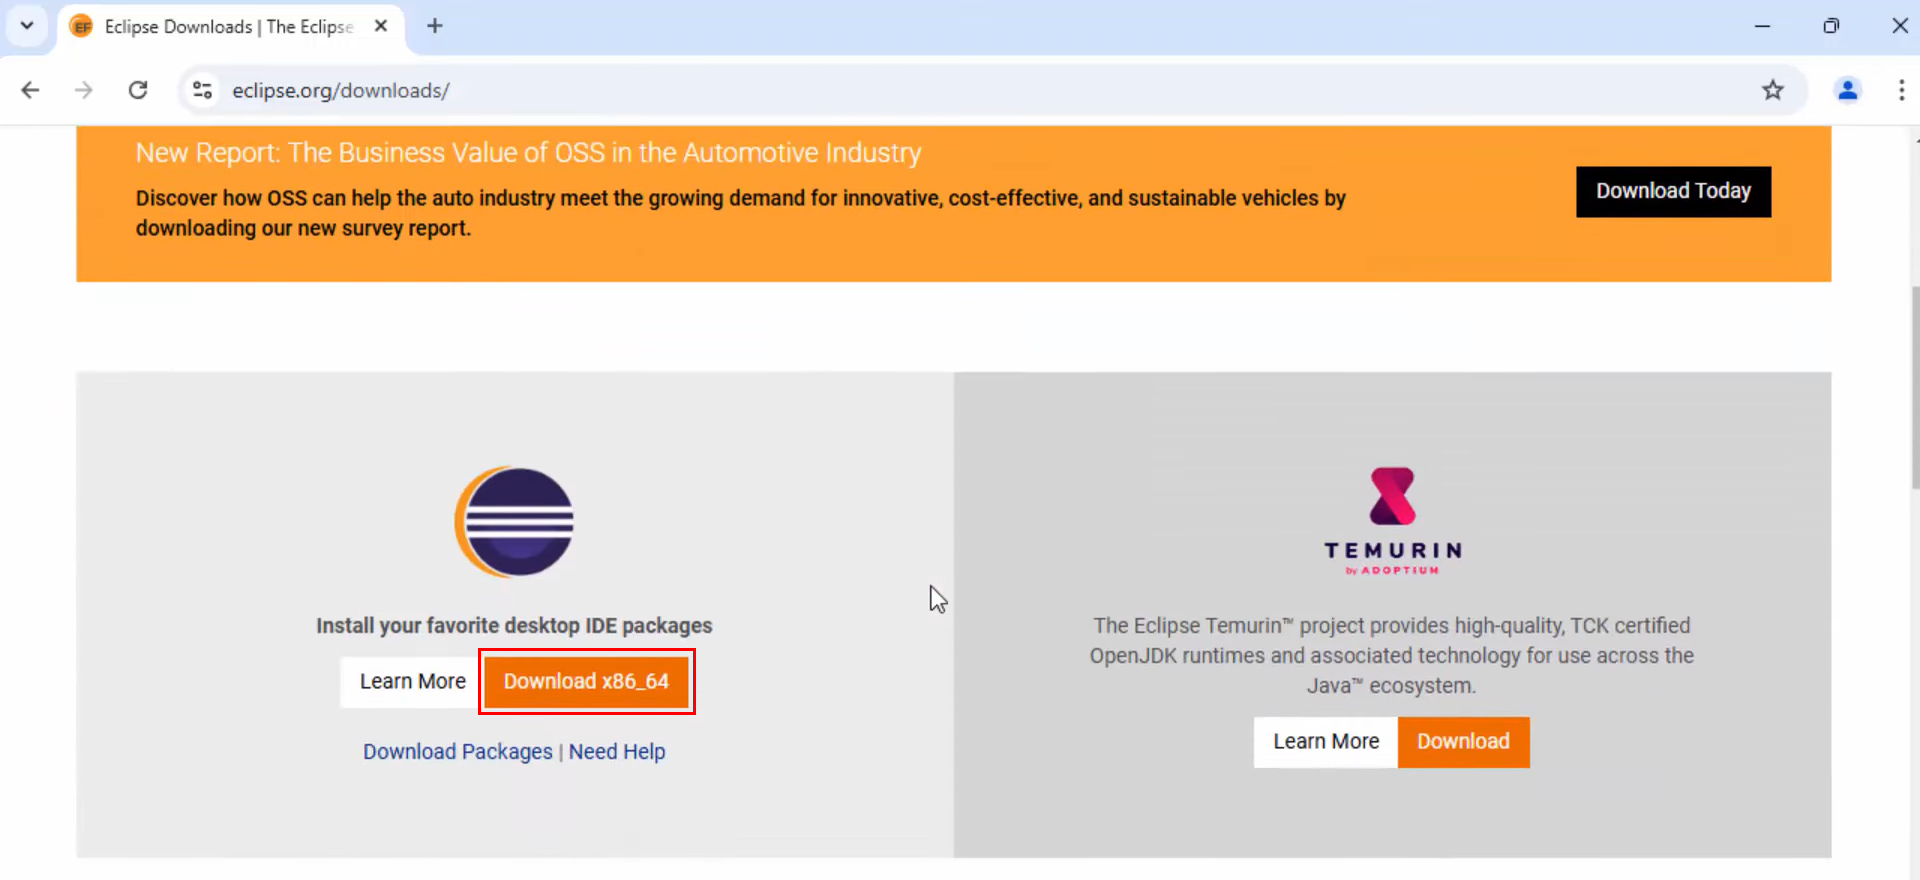 Eclipse Downloads | The Eclipse
eclipse.org/downloads/
New Report: The Business Value of OSS in the Automotive Industry
Discover how OSS can help the auto industry meet the growing demand for innovative, cost-effective, and sustainable vehicles by
downloading our new survey report.
Download Today
Install your favorite desktop IDE packages
Learn More
Download x86_64
Download Packages | Need Help
TEMURIN
by ADOPTIUM
The Eclipse Temurin™ project provides high-quality, TCK certified
OpenJDK runtimes and associated technology for use across the
Java™ ecosystem.
Learn More
Download